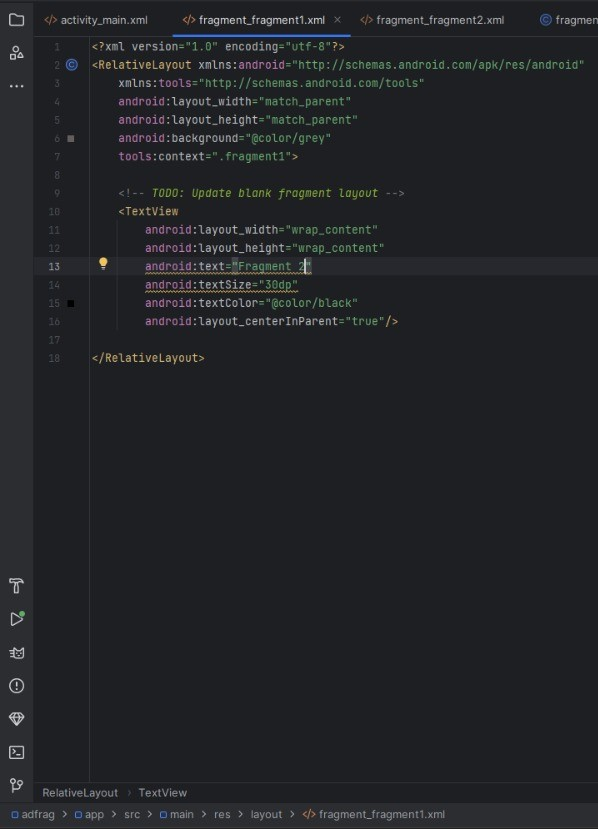 activity_main.xml fragment_fragment1.xml fragment_fragment2.xml fragmen
1 <?xml version="1.0" encoding="utf-8"?>
2 <RelativeLayout xmlns:android="http://schemas.android.com/apk/res/android"
3 xmlns:tools="http://schemas.android.com/tools"
4 android:layout_width="match_parent"
5 android:layout_height="match_parent"
6 android:background="@color/grey"
7 tools:context=".fragment1">
8
9 <!-- TODO: Update blank fragment layout -->
10 <TextView
11 android:layout_width="wrap_content"
12 android:layout_height="wrap_content"
13 android:text="Fragment 2"
14 android:textSize="30dp"
15 android:textColor="@color/black"
16 android:layout_centerInParent="true"/>
17
18 </RelativeLayout>
RelativeLayout › TextView
adfrag > app > src > main > res > layout > fragment_fragment1.xml